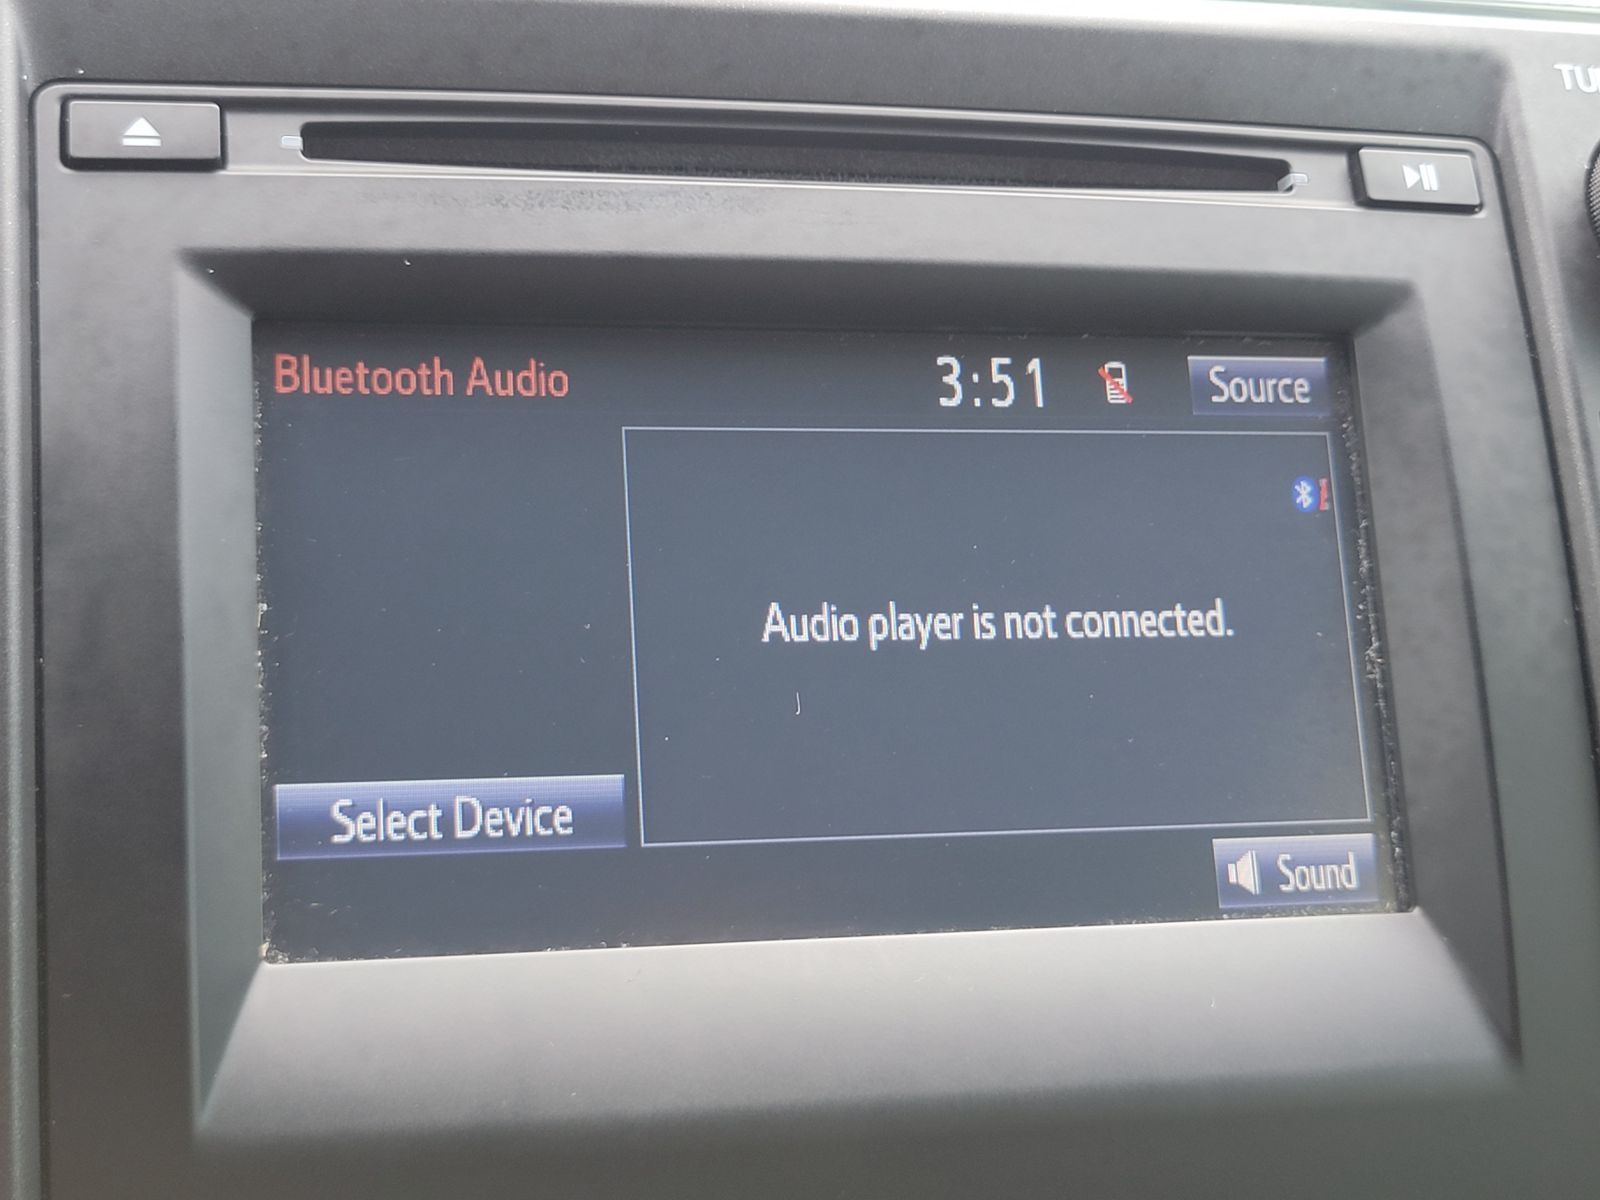 Bluetooth Audio
3:51
Source
Audio player is not connected.
Select Device
Sound